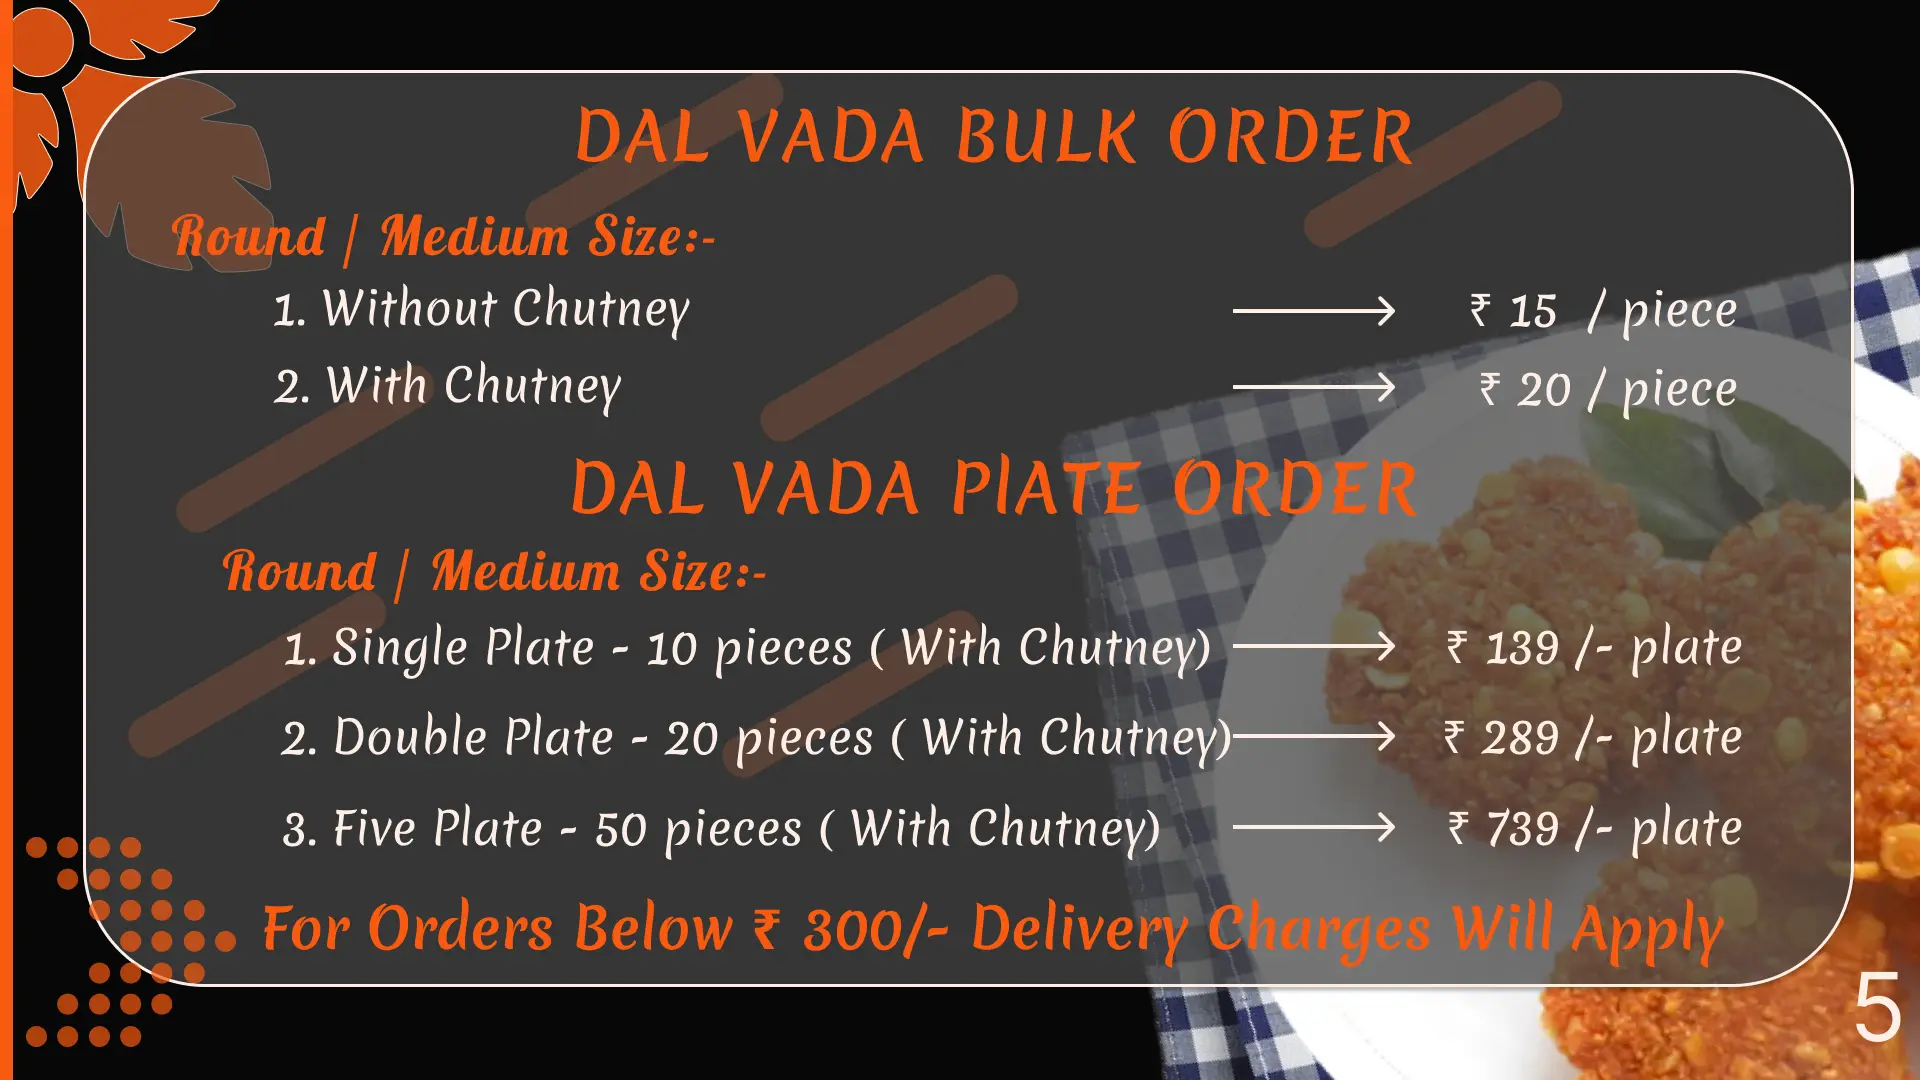 DAL VADA BULK ORDER
Round / Medium Size:-
1. Without Chutney ₹ 15 / piece
2. With Chutney ₹ 20 / piece
DAL VADA PlATE ORDER
Round / Medium Size:-
1. Single Plate - 10 pieces ( With Chutney) ₹ 139 /- plate
2. Double Plate - 20 pieces ( With Chutney) ₹ 289 /- plate
3. Five Plate - 50 pieces ( With Chutney) ₹ 739 /- plate
For Orders Below ₹ 300/- Delivery Charges Will Apply
5